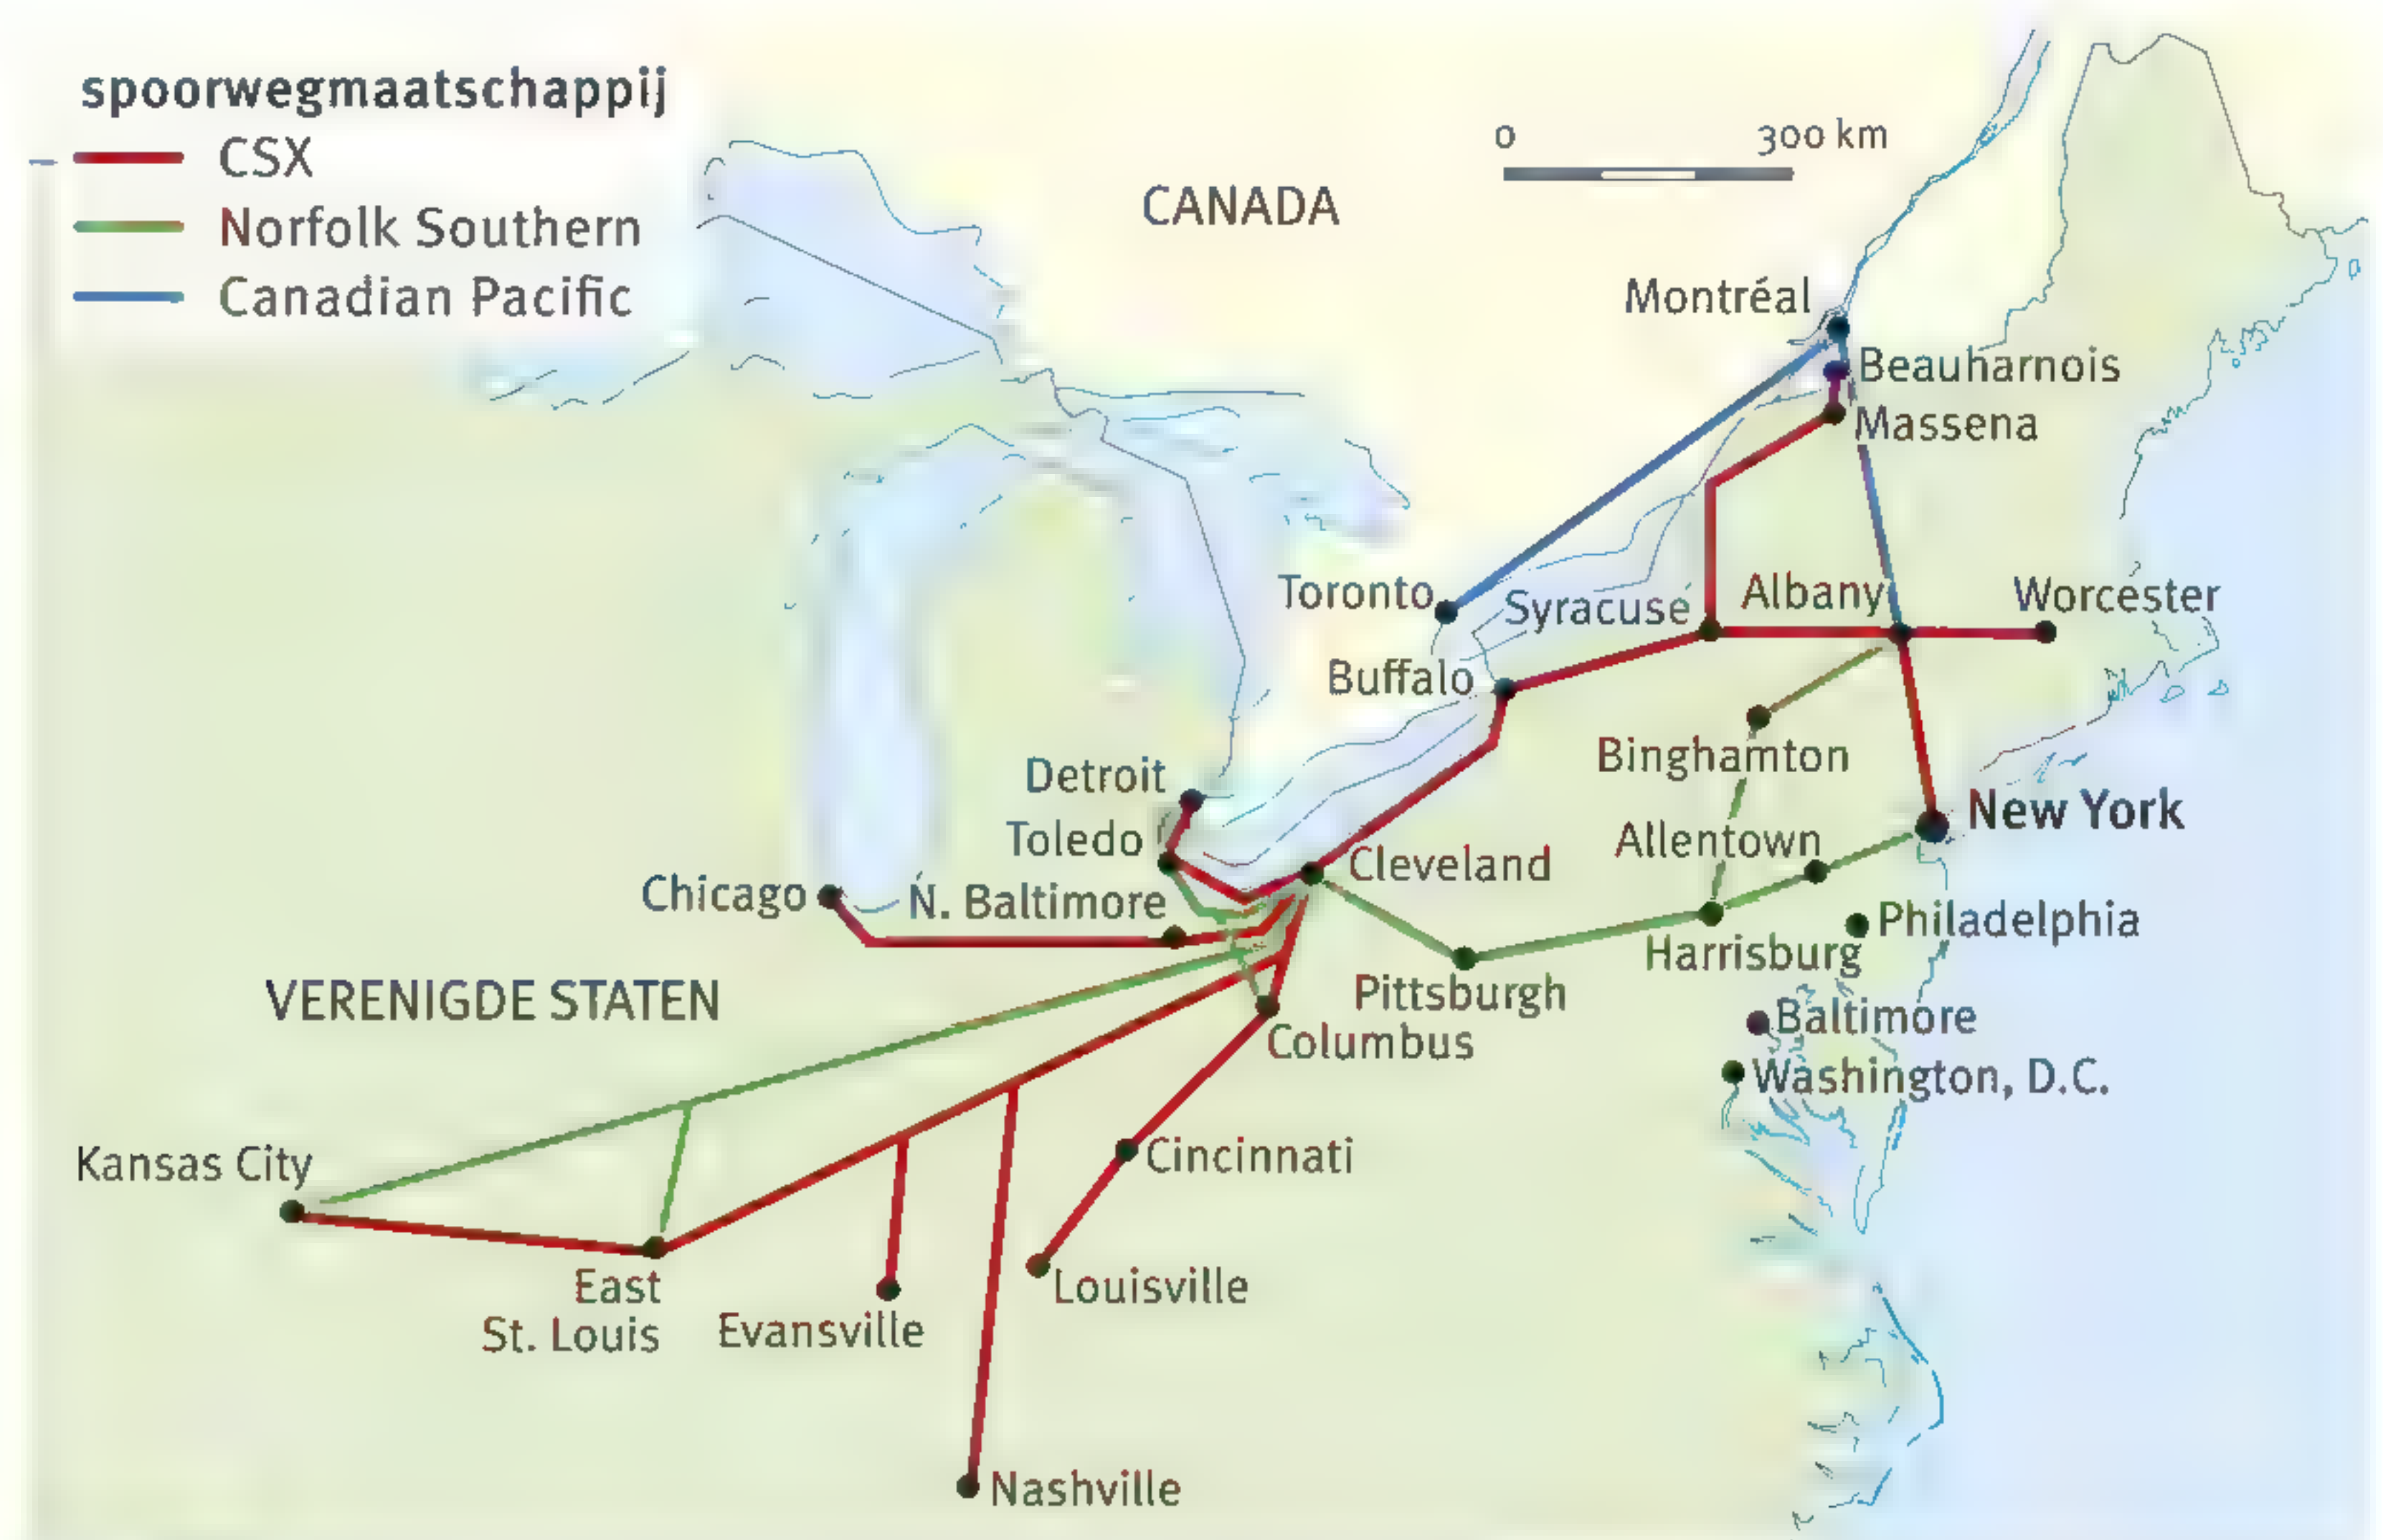 spoorwegmaatschappij
CSX
Norfolk Southern
Canadian Pacific
0 300 km
CANADA
Montréal
Beauharnois
Massena
Toronto
Syracuse
Albany
Worcester
Buffalo
Binghamton
Detroit
New York
Toledo
Allentown
Cleveland
Chicago
N. Baltimore
Philadelphia
Harrisburg
VERENIGDE STATEN
Pittsburgh
Baltimore
Columbus
Washington, D.C.
Kansas City
Cincinnati
East
St. Louis
Louisville
Evansville
Nashville